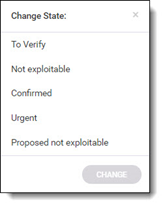 Change State: ×
To Verify
Not exploitable
Confirmed
Urgent
Proposed not exploitable
CHANGE